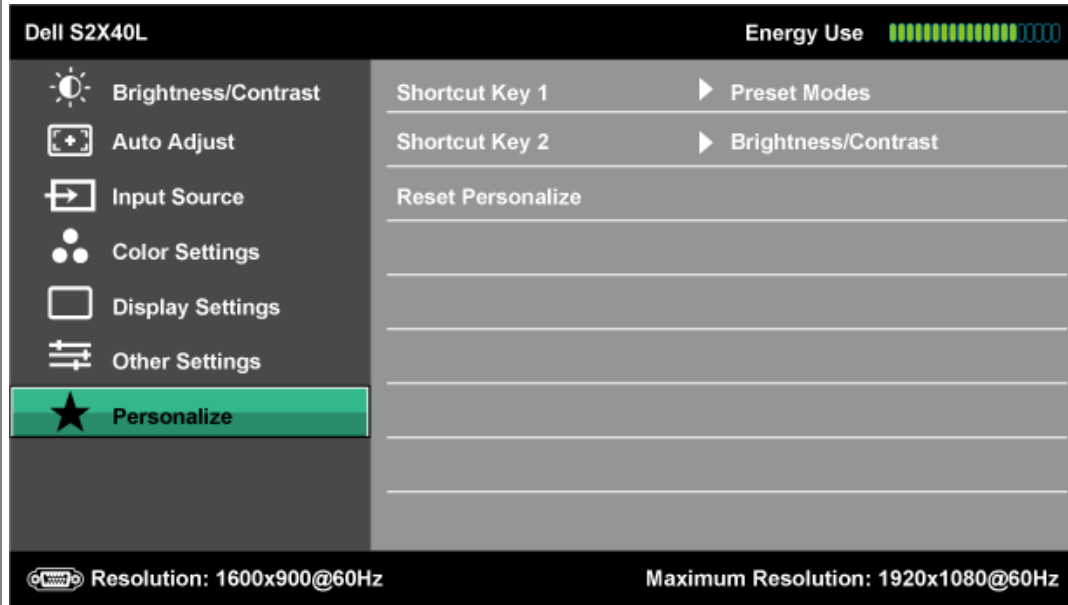 Dell S2X40L Energy Use
Brightness/Contrast
Auto Adjust
Input Source
Color Settings
Display Settings
Other Settings
Personalize
Shortcut Key 1 Preset Modes
Shortcut Key 2 Brightness/Contrast
Reset Personalize
Resolution: 1600x900@60Hz Maximum Resolution: 1920x1080@60Hz